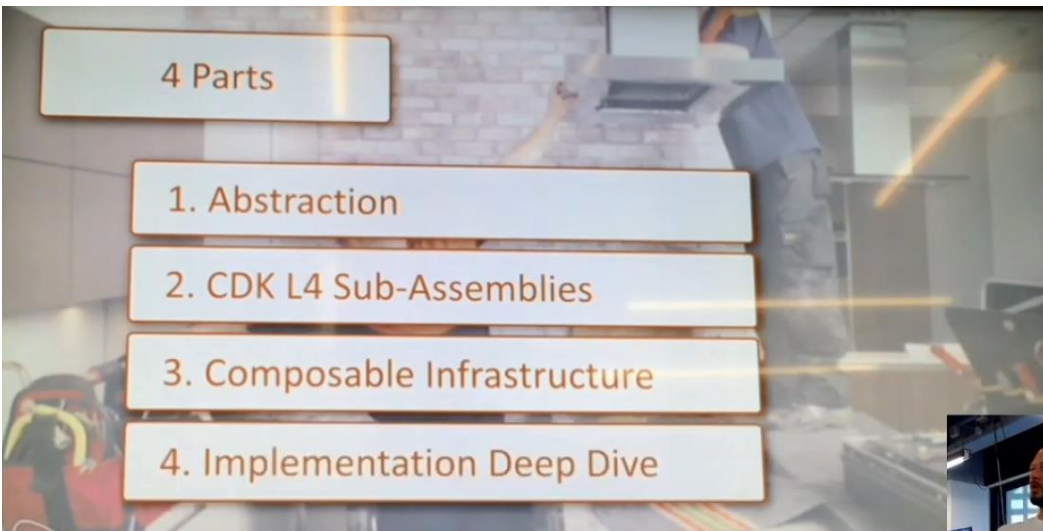 4 Parts
1. Abstraction
2. CDK L4 Sub-Assemblies
3. Composable Infrastructure
4. Implementation Deep Dive